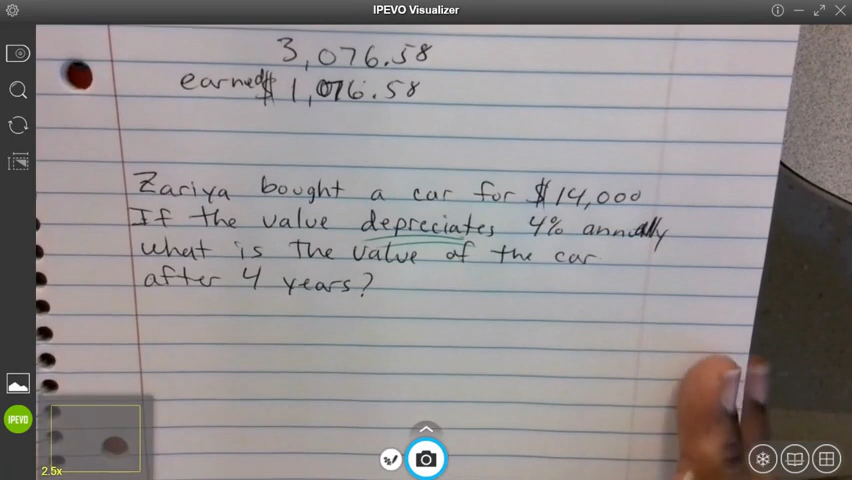 IPEVO Visualizer
3,076.58
earned $ 1,076.58
Zariya bought a car for $14,000
If the value depreciates 4% annually
what is the value of the car
after 4 years?
IPEVO
2.5x